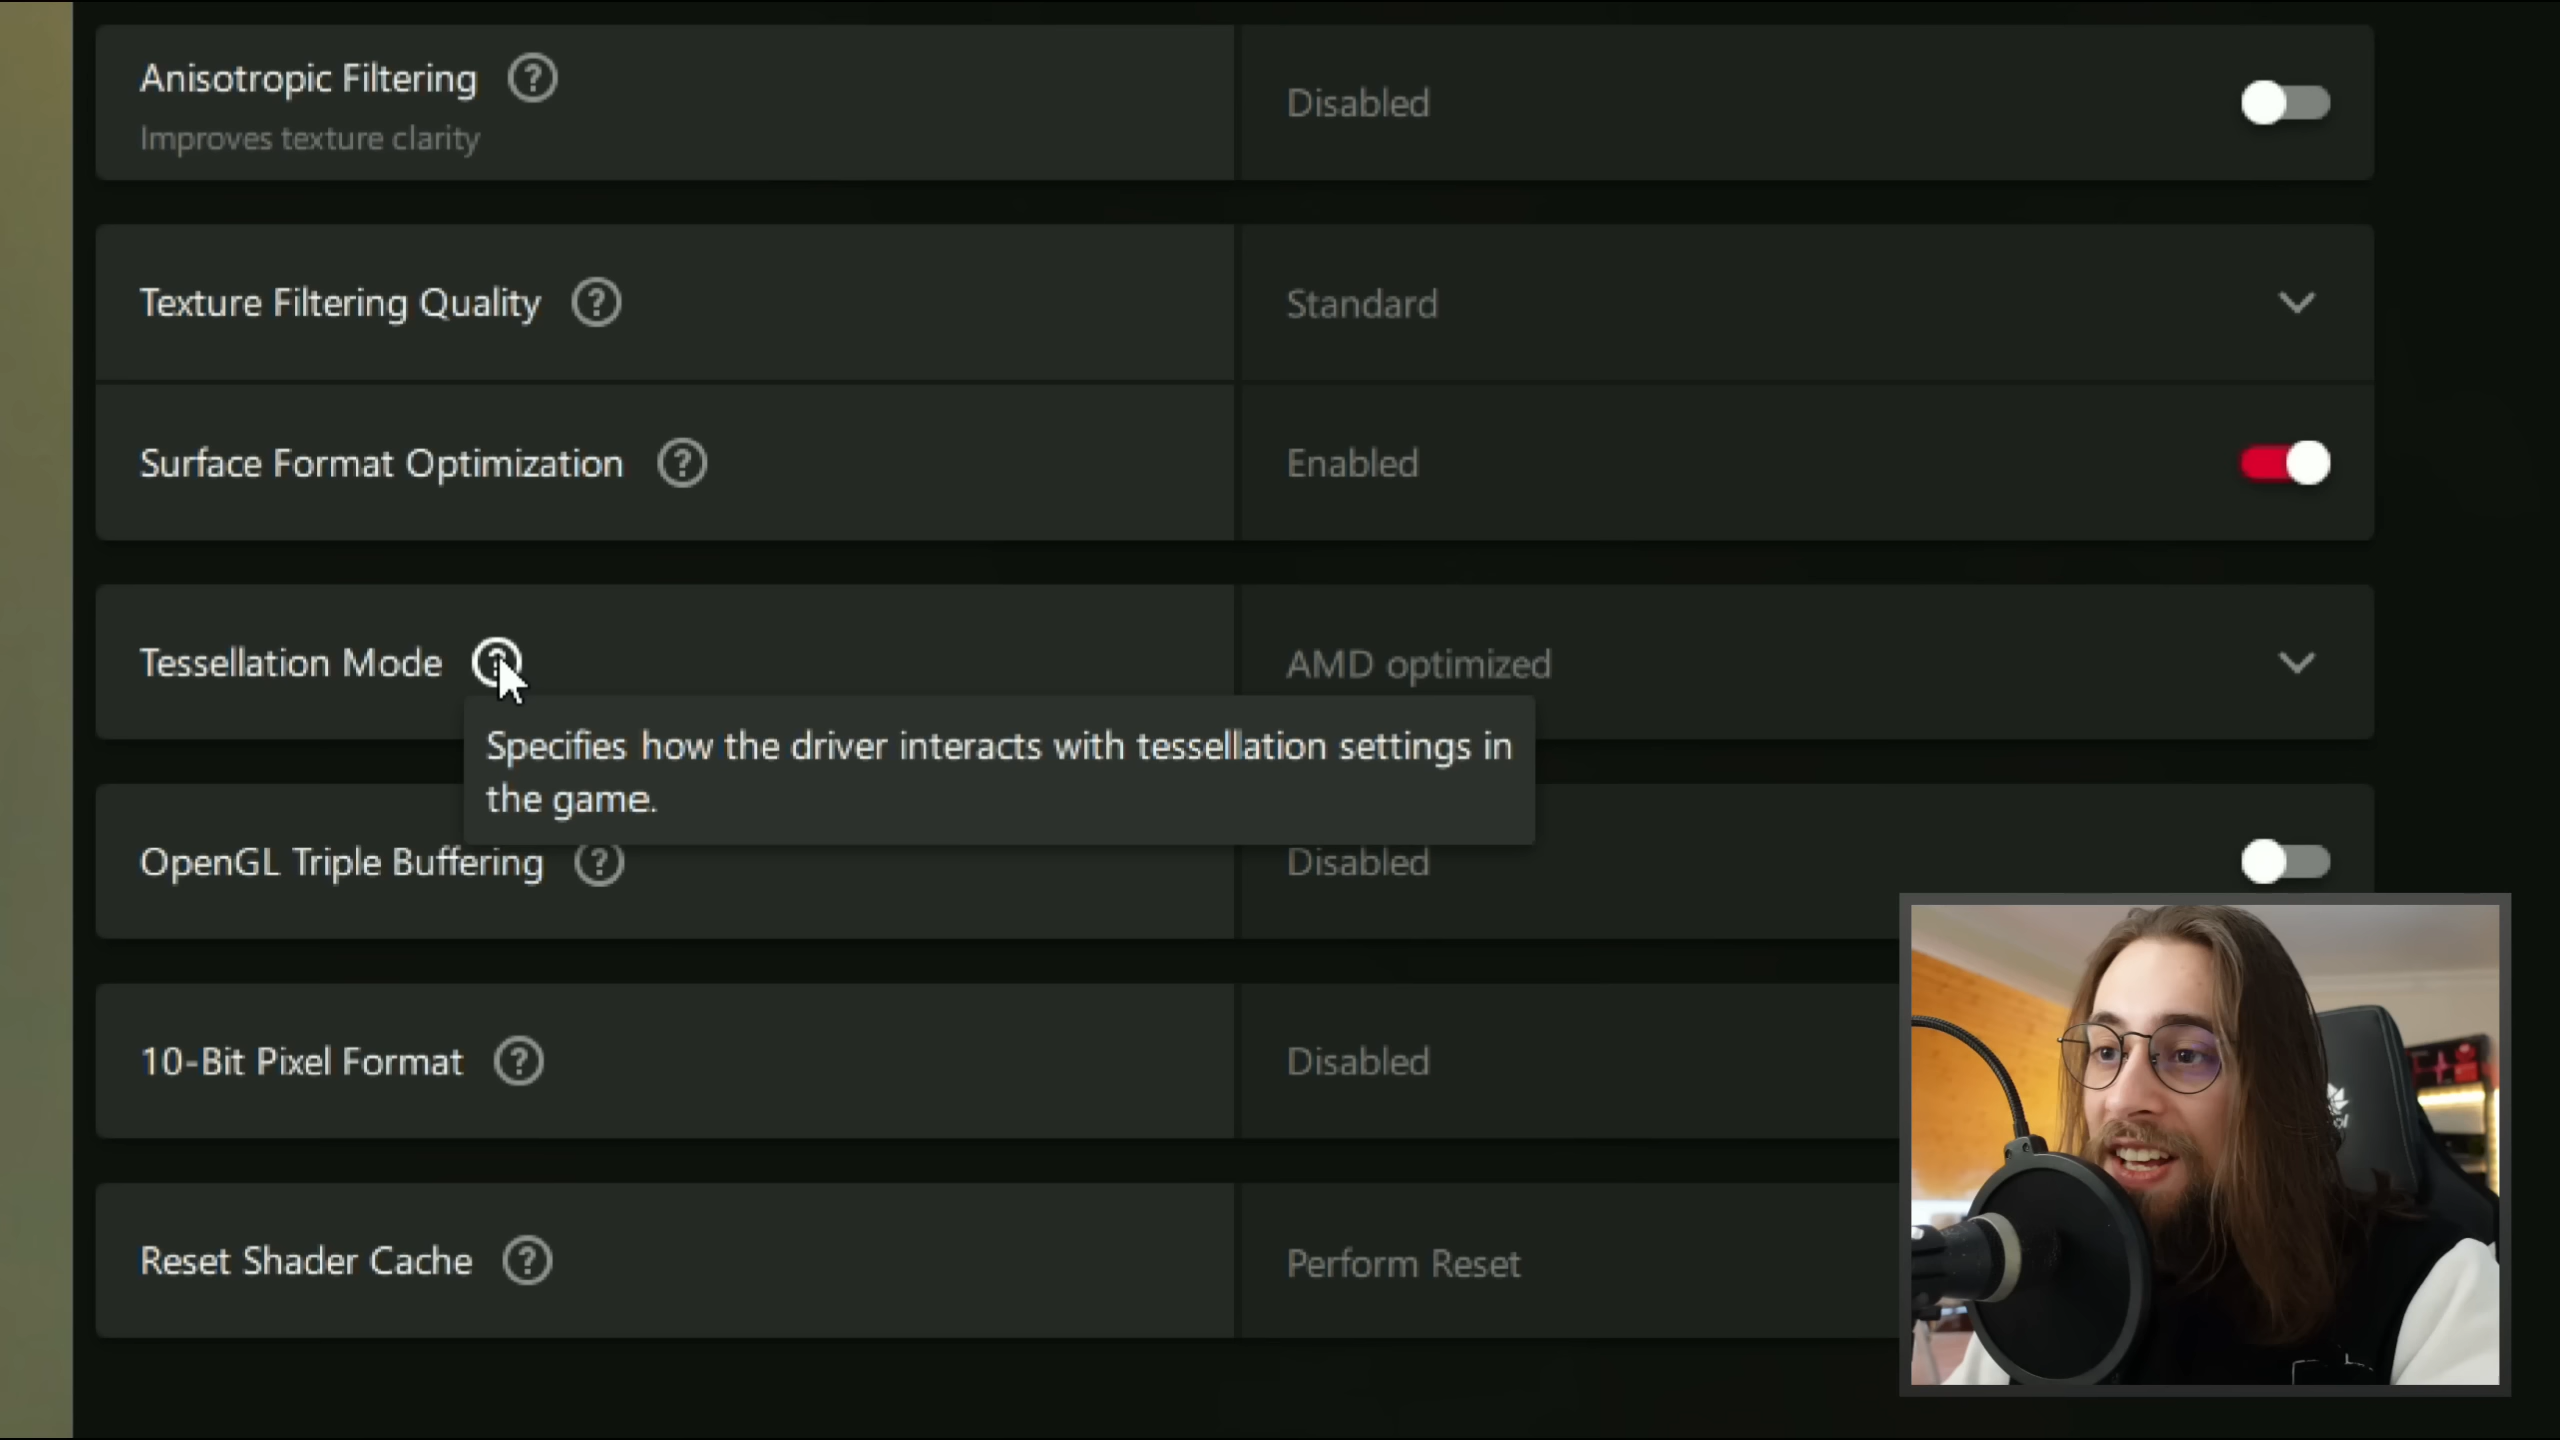 Anisotropic Filtering
Improves texture clarity
Disabled
Texture Filtering Quality
Standard
Surface Format Optimization
Enabled
Tessellation Mode
AMD optimized
Specifies how the driver interacts with tessellation settings in
the game.
OpenGL Triple Buffering
Disabled
10-Bit Pixel Format
Disabled
Reset Shader Cache
Perform Reset